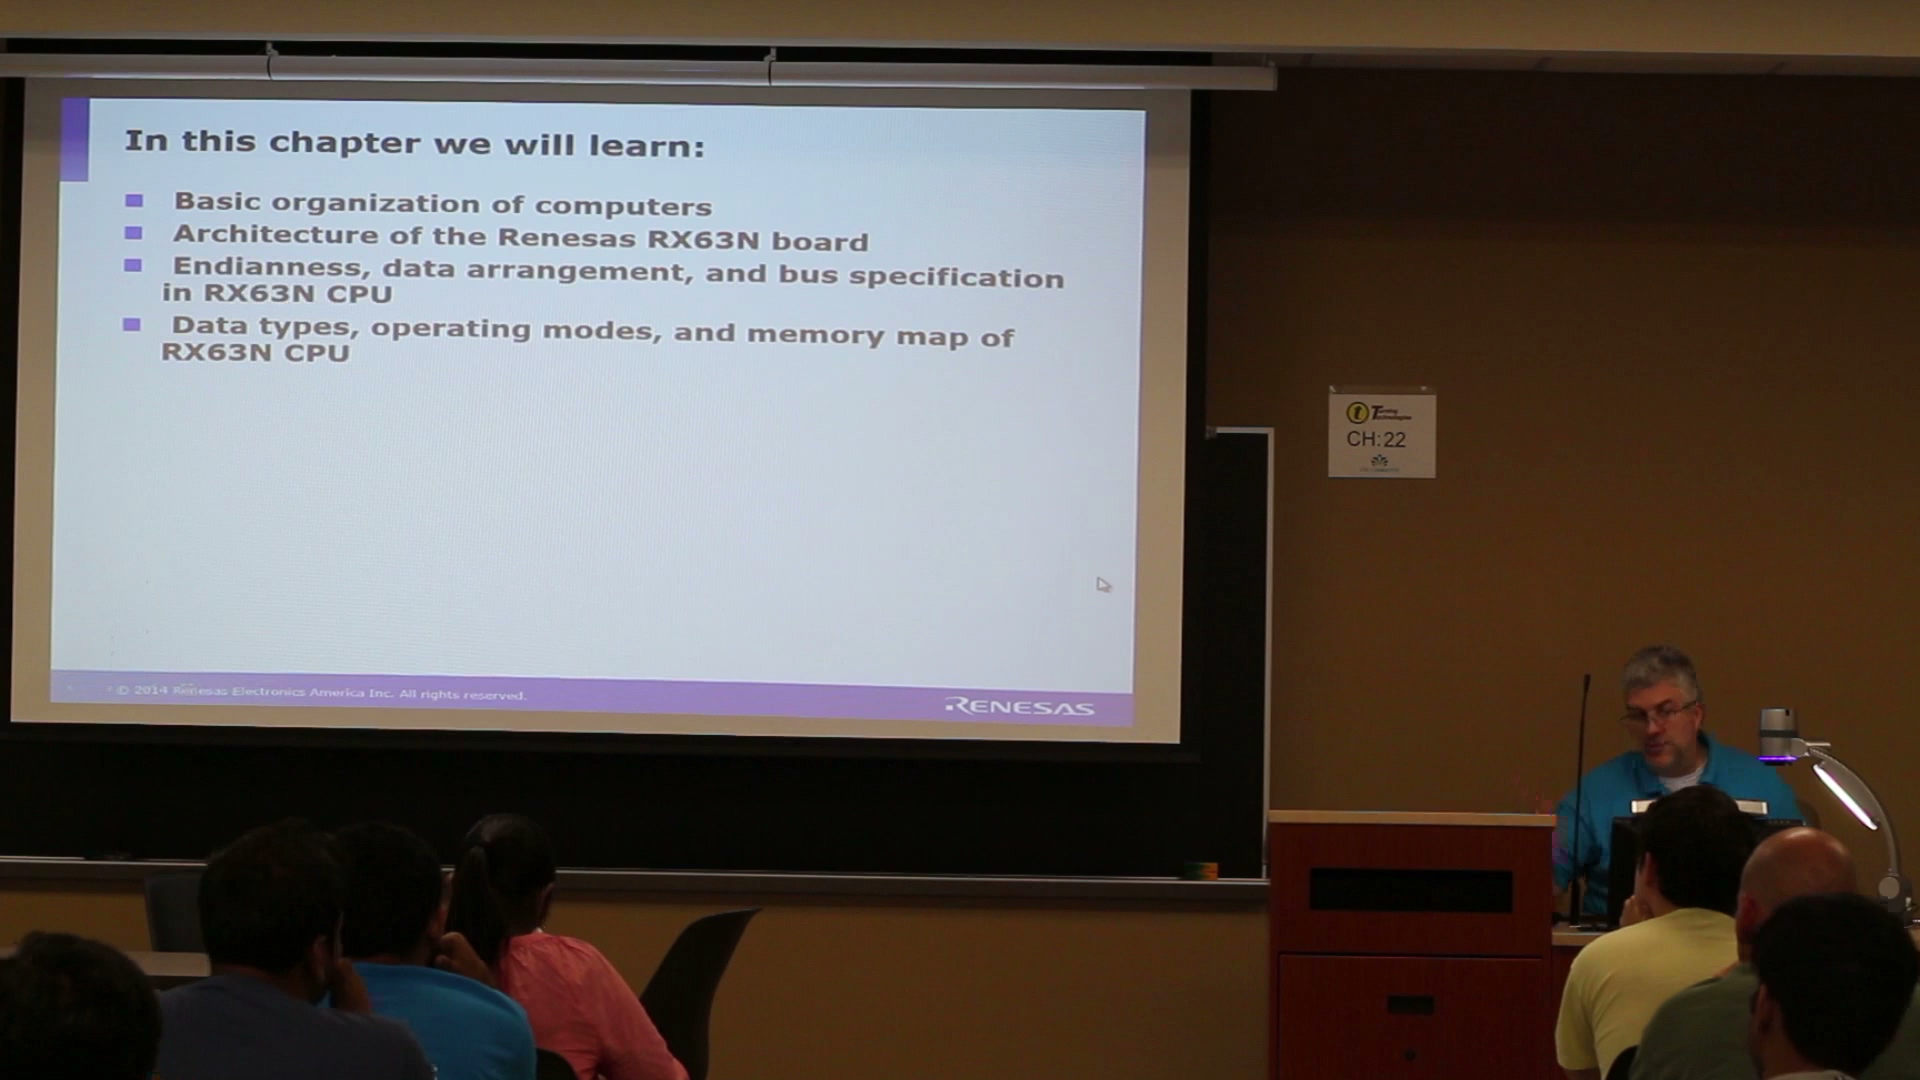 In this chapter we will learn:
Basic organization of computers
Architecture of the Renesas RX63N board
Endianness, data arrangement, and bus specification
in RX63N CPU
Data types, operating modes, and memory map of
RX63N CPU
© 2014 Renesas Electronics America Inc. All rights reserved.
RENESAS
Turning
Technologies
CH:22